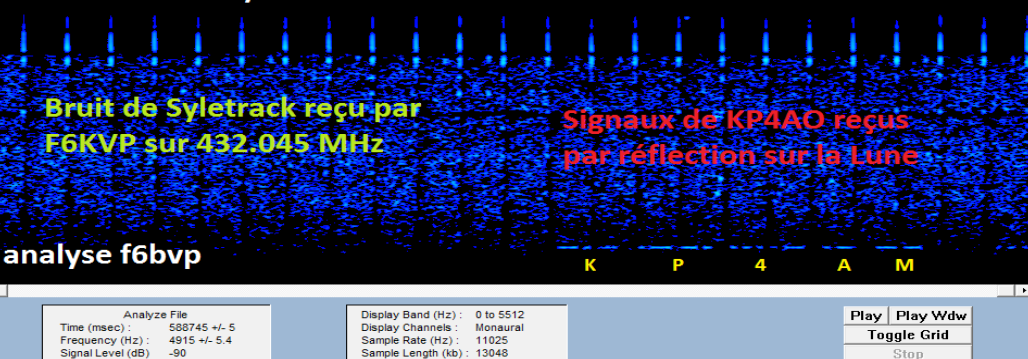 Bruit de Syletrack reçu par
F6KVP sur 432.045 MHz
Signaux de KP4AO reçus
par réflection sur la Lune
analyse f6bvp
K P 4 A M
Analyze File
Time (msec) : 588745 +/- 5
Frequency (Hz) : 4915 +/- 5.4
Signal Level (dB) -90
Display Band (Hz) : 0 to 5512
Display Channels : Monaural
Sample Rate (Hz) : 11025
Sample Length (kb) : 13048
Play Play Wdw
Toggle Grid
Stop